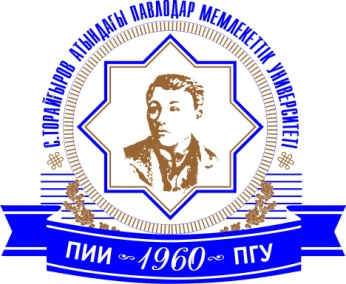 С.ТОРАЙҒЫРОВ АТЫНДАҒЫ ПАВЛОДАР МЕМЛЕКЕТТІК УНИВЕРСИТЕТІ
ПИИ ~ 1960 ~ ПГУ